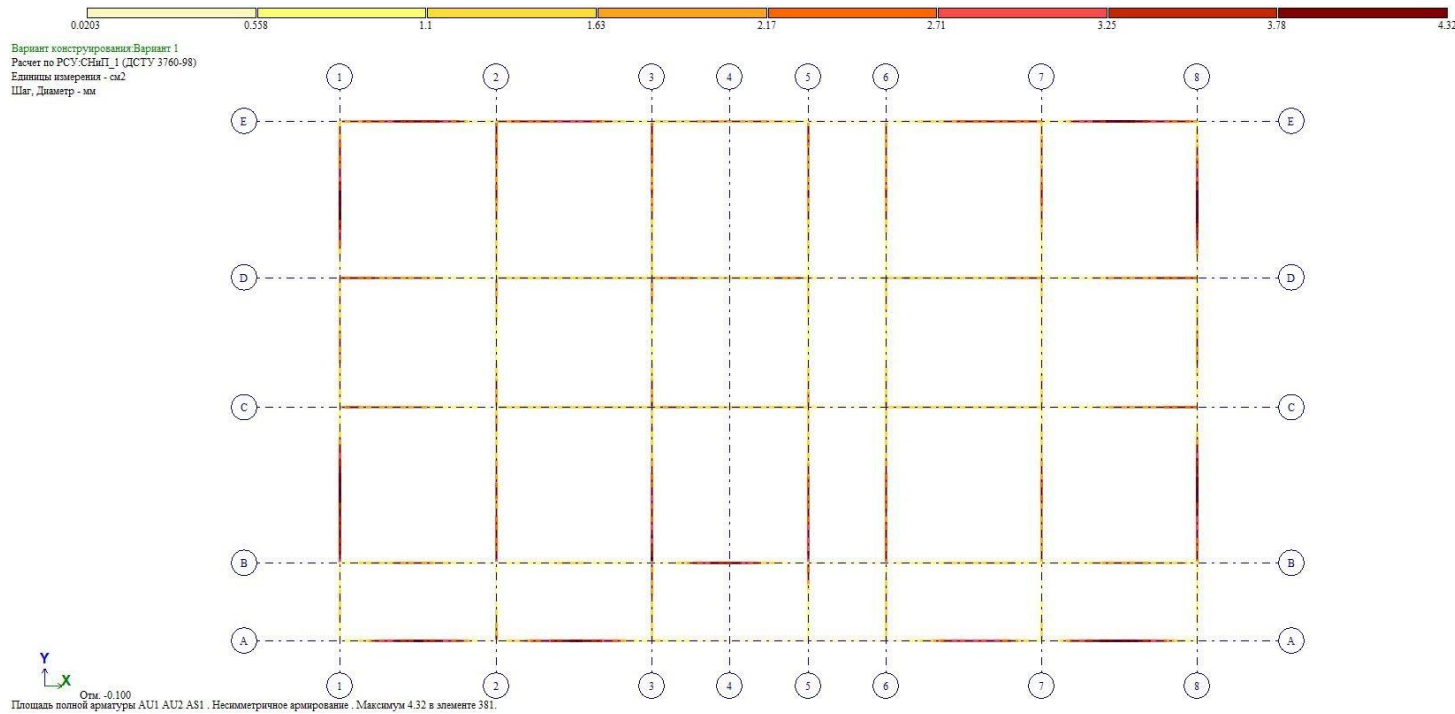 0.0203 0.558 1.1 1.63 2.17 2.71 3.25 3.78 4.32
Вариант конструирования:Вариант 1
Расчет по РСУ:СНиП_1 (ДСТУ 3760-98)
Единицы измерения - см2
Шаг, Диаметр - мм
1 2 3 4 5 6 7 8
E E
D D
C C
B B
A A
Y
X
1 2 3 4 5 6 7 8
Отм. -0.100
Площадь полной арматуры AU1 AU2 AS1 . Несимметричное армирование . Максимум 4.32 в элементе 381.